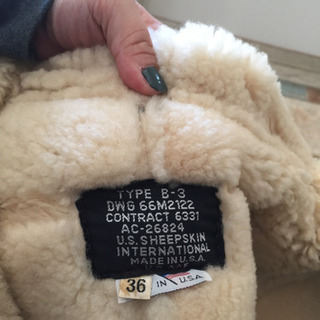 TYPE B-3
DWG 66M2122
CONTRACT 6331
AC-26824
U.S. SHEEPSKIN
INTERNATIONAL
MADE IN U.S.A.
36
IN USA